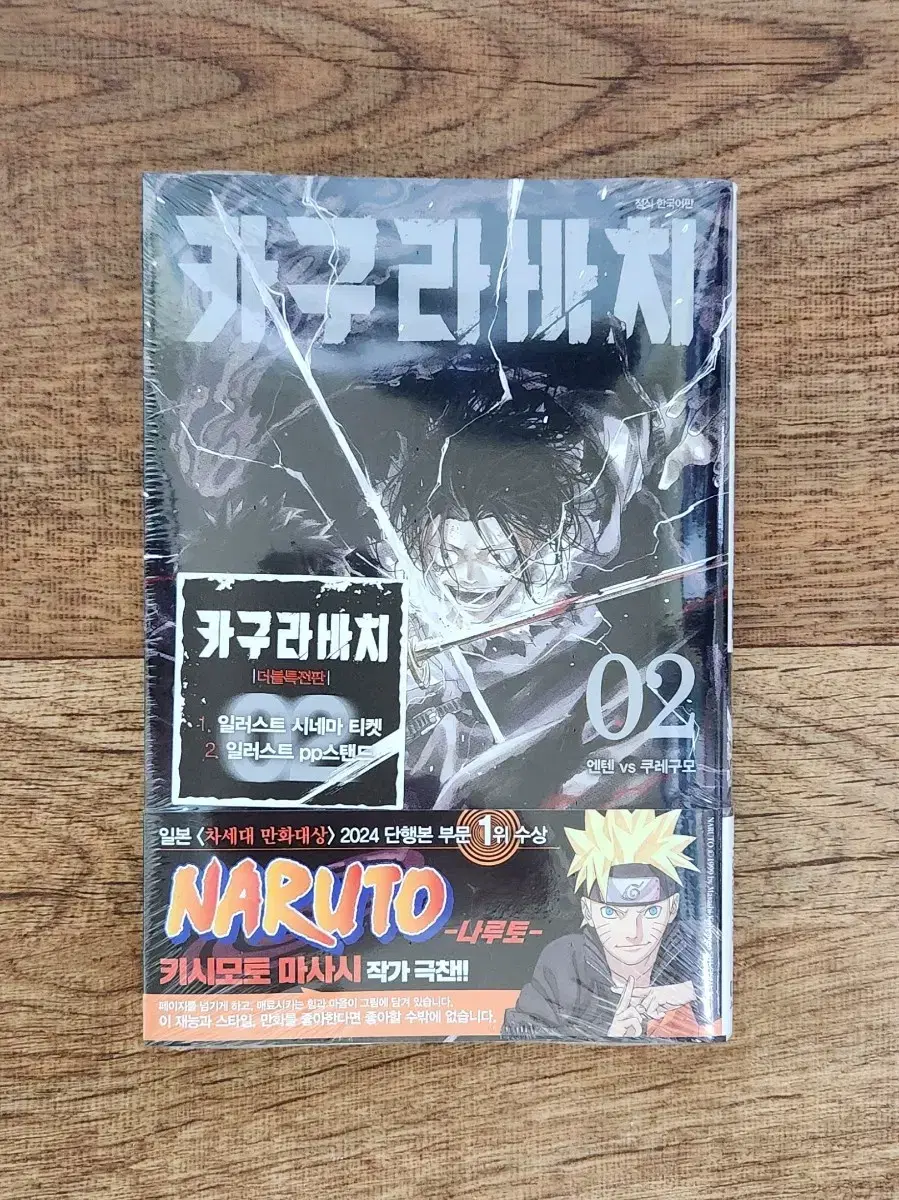 정식 한국어판
카구라바치
카구라바치
더블특전판
1. 일러스트 시네마 티켓
2. 일러스트 pp스탠드
02
엔텐 vs 쿠레구모
일본 〈차세대 만화대상〉 2024 단행본 부문 1위 수상
NARUTO
-나루토-
키시모토 마사시 작가 극찬!!
페이지를 넘기게 하고, 매료시키는 힘과 마음이 그림에 담겨 있습니다.
이 재능과 스타일, 만화를 좋아한다면 좋아할 수밖에 없습니다.
NARUTO ©1999 by